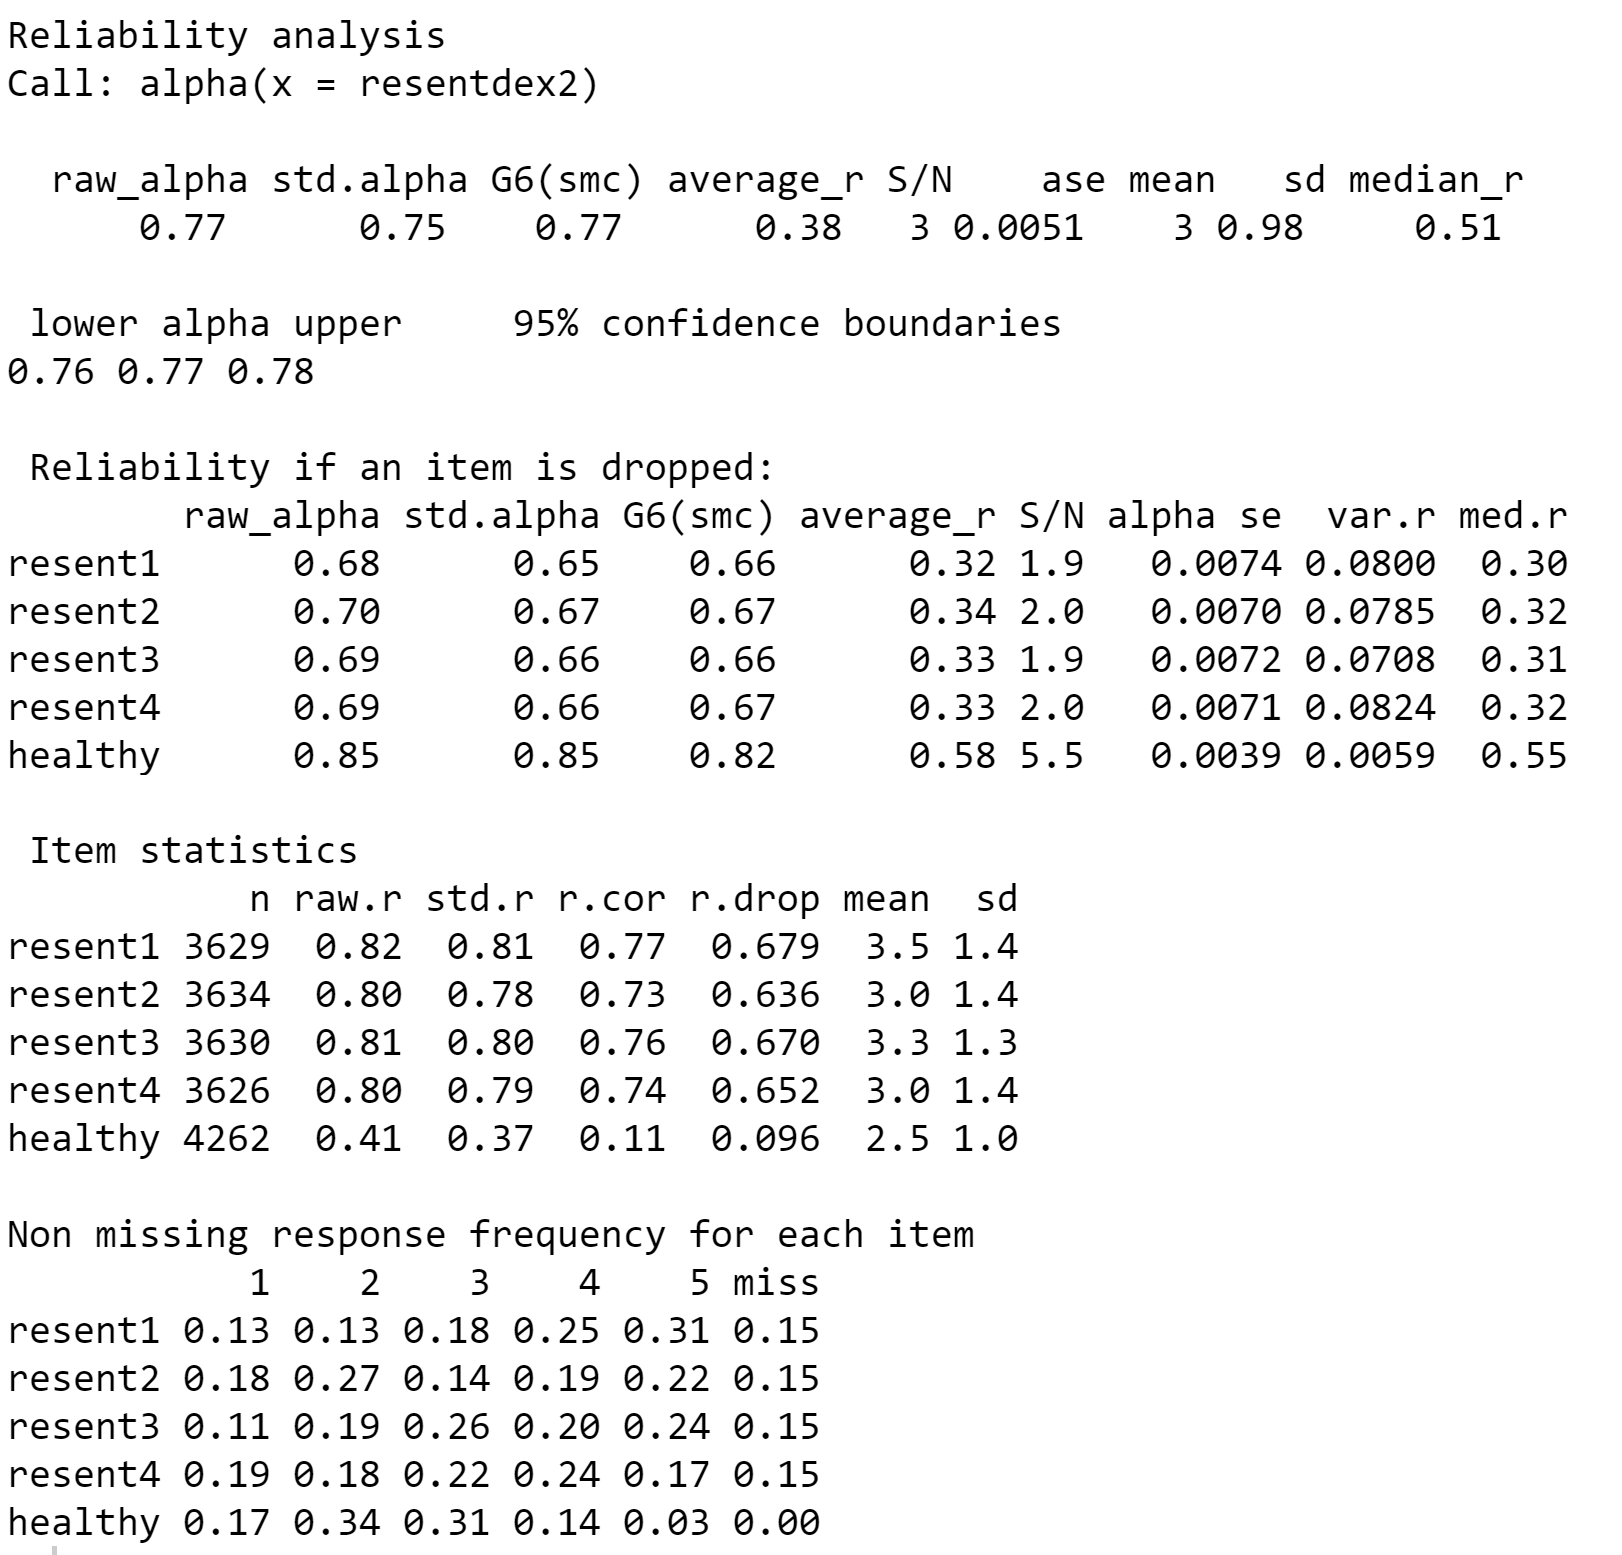 Reliability analysis
Call: alpha(x = resentdex2)
  raw_alpha std.alpha G6(smc) average_r S/N    ase mean   sd median_r
      0.77      0.75    0.77      0.38   3 0.0051    3 0.98     0.51
 lower alpha upper     95% confidence boundaries
0.76 0.77 0.78
 Reliability if an item is dropped:
        raw_alpha std.alpha G6(smc) average_r S/N alpha se  var.r med.r
resent1      0.68      0.65    0.66      0.32 1.9   0.0074 0.0800  0.30
resent2      0.70      0.67    0.67      0.34 2.0   0.0070 0.0785  0.32
resent3      0.69      0.66    0.66      0.33 1.9   0.0072 0.0708  0.31
resent4      0.69      0.66    0.67      0.33 2.0   0.0071 0.0824  0.32
healthy      0.85      0.85    0.82      0.58 5.5   0.0039 0.0059  0.55
 Item statistics
           n raw.r std.r r.cor r.drop mean  sd
resent1 3629  0.82  0.81  0.77  0.679  3.5 1.4
resent2 3634  0.80  0.78  0.73  0.636  3.0 1.4
resent3 3630  0.81  0.80  0.76  0.670  3.3 1.3
resent4 3626  0.80  0.79  0.74  0.652  3.0 1.4
healthy 4262  0.41  0.37  0.11  0.096  2.5 1.0
Non missing response frequency for each item
           1    2    3    4    5 miss
resent1 0.13 0.13 0.18 0.25 0.31 0.15
resent2 0.18 0.27 0.14 0.19 0.22 0.15
resent3 0.11 0.19 0.26 0.20 0.24 0.15
resent4 0.19 0.18 0.22 0.24 0.17 0.15
healthy 0.17 0.34 0.31 0.14 0.03 0.00